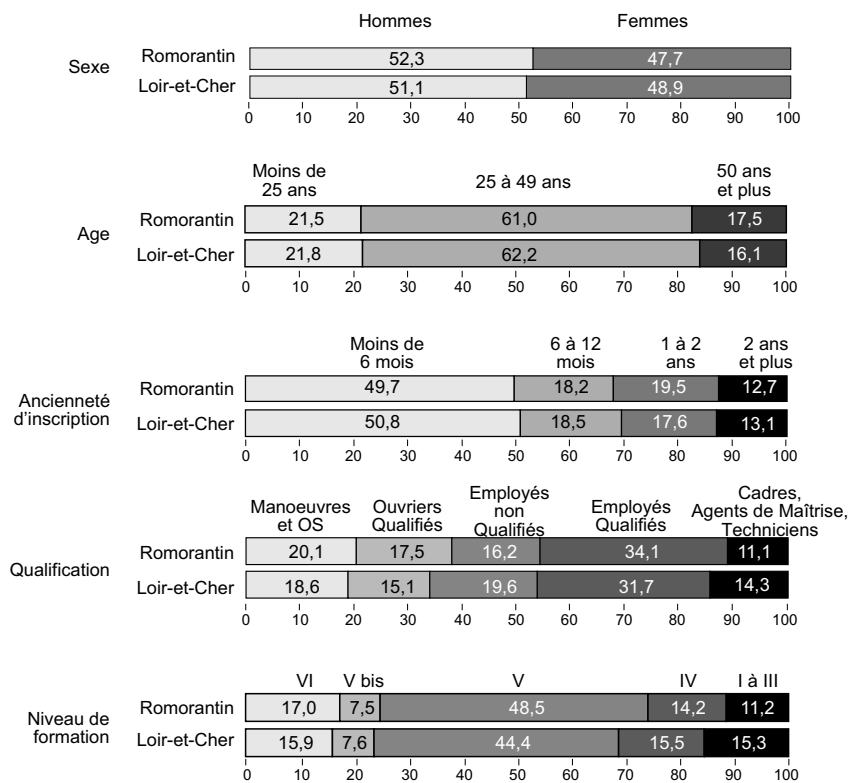 Hommes Femmes
Sexe
Romorantin 52,3 47,7
Loir-et-Cher 51,1 48,9
0 10 20 30 40 50 60 70 80 90 100
Moins de 25 ans 25 à 49 ans 50 ans et plus
Age
Romorantin 21,5 61,0 17,5
Loir-et-Cher 21,8 62,2 16,1
0 10 20 30 40 50 60 70 80 90 100
Moins de 6 mois 6 à 12 mois 1 à 2 ans 2 ans et plus
Ancienneté d'inscription
Romorantin 49,7 18,2 19,5 12,7
Loir-et-Cher 50,8 18,5 17,6 13,1
0 10 20 30 40 50 60 70 80 90 100
Manoeuvres et OS Ouvriers Qualifiés Employés non Qualifiés Employés Qualifiés Cadres, Agents de Maîtrise, Techniciens
Qualification
Romorantin 20,1 17,5 16,2 34,1 11,1
Loir-et-Cher 18,6 15,1 19,6 31,7 14,3
0 10 20 30 40 50 60 70 80 90 100
VI V bis V IV I à III
Niveau de formation
Romorantin 17,0 7,5 48,5 14,2 11,2
Loir-et-Cher 15,9 7,6 44,4 15,5 15,3
0 10 20 30 40 50 60 70 80 90 100